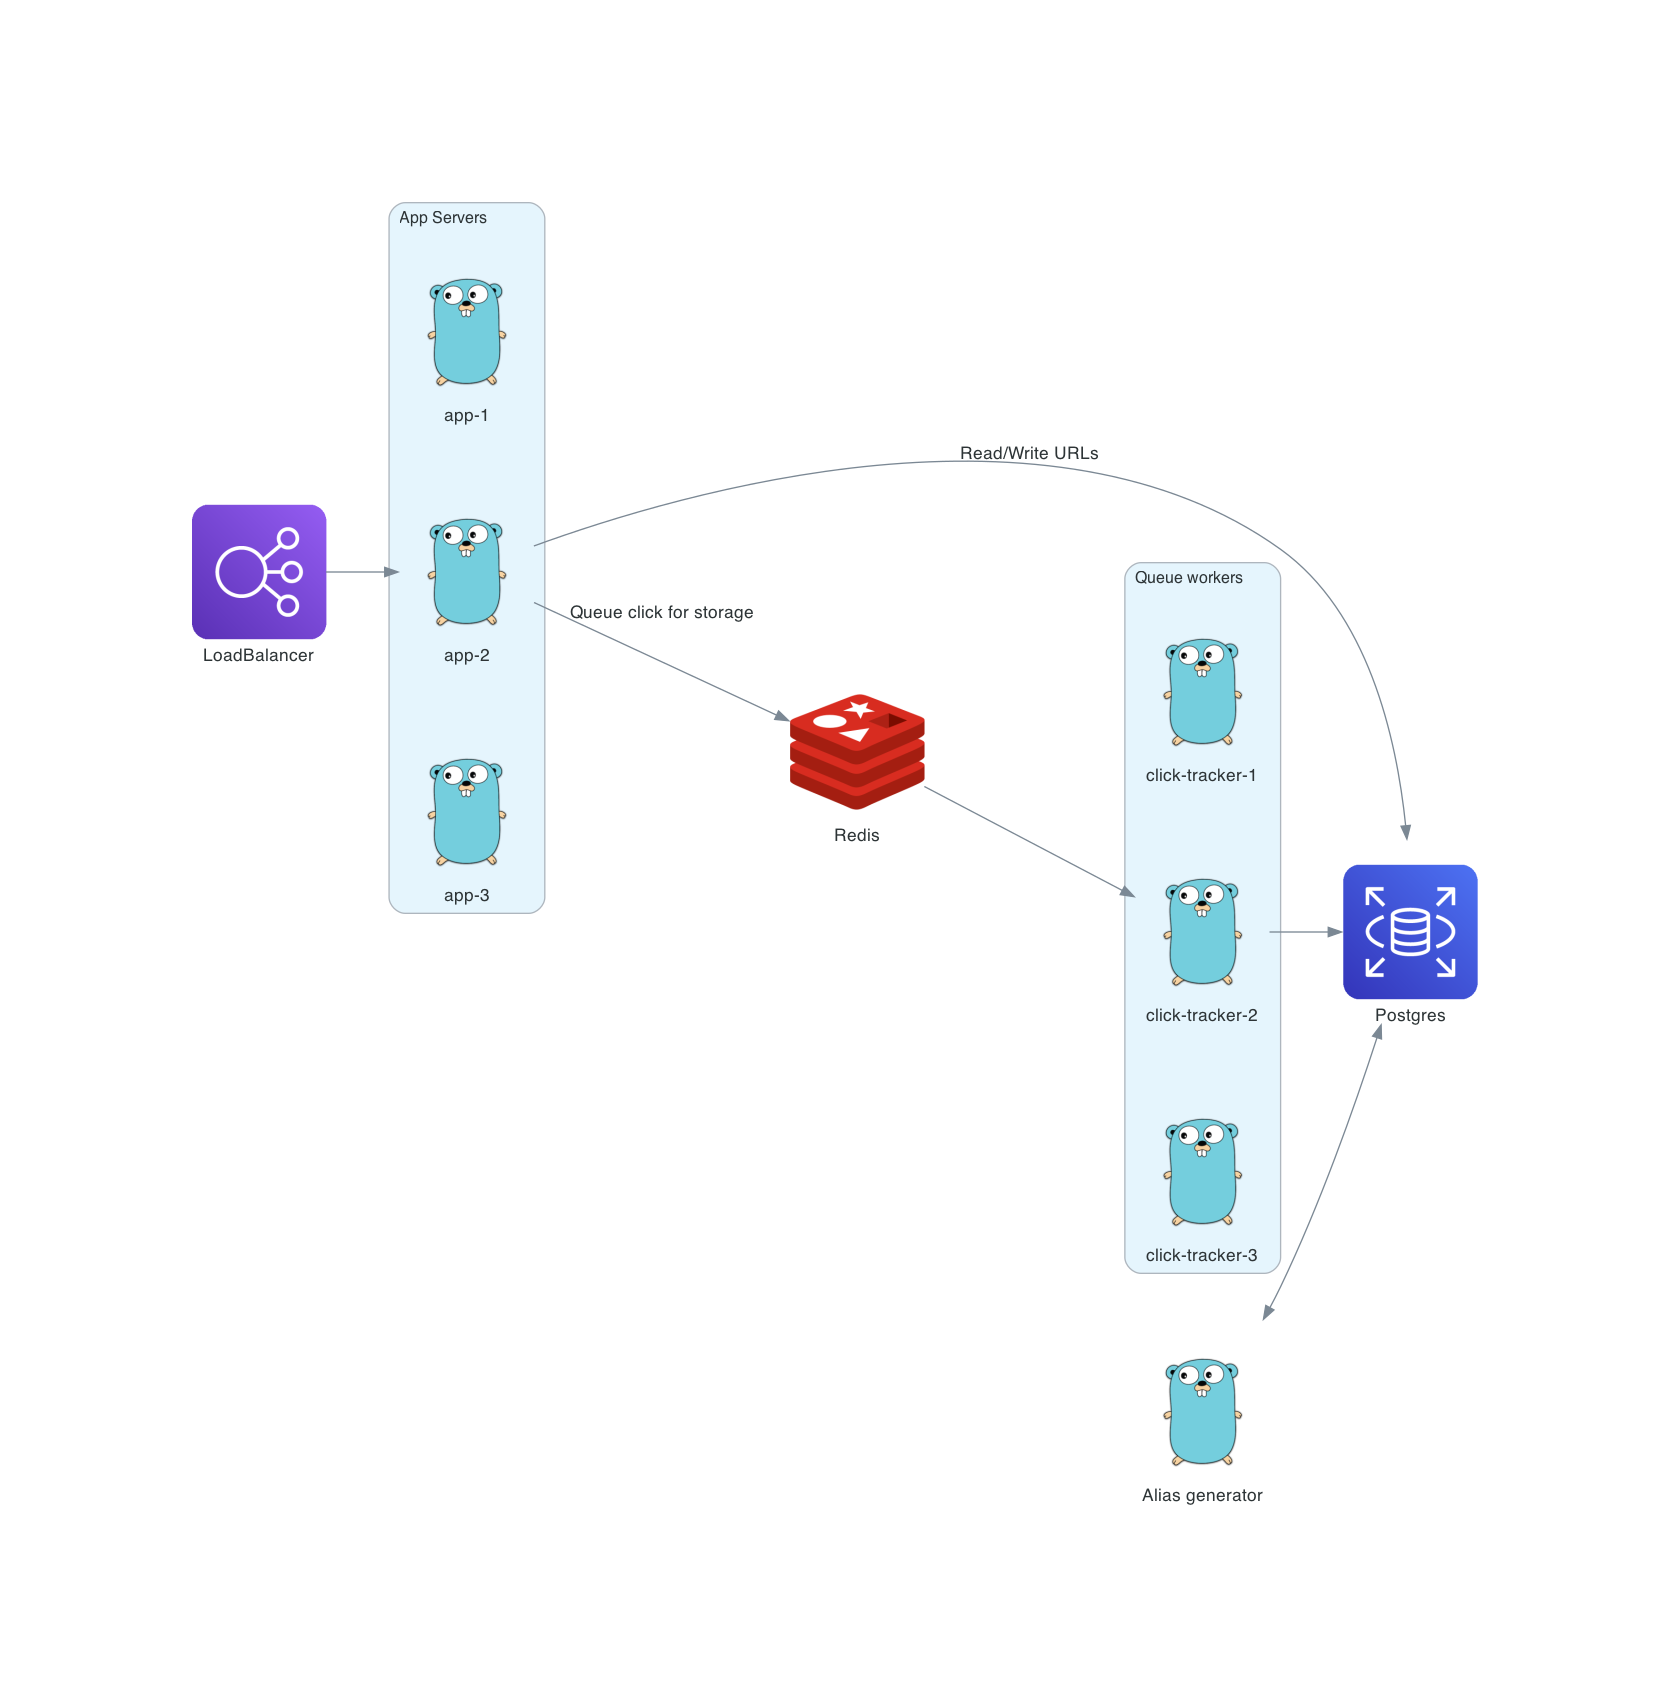 App Servers
app-1
Read/Write URLs
LoadBalancer
app-2
Queue click for storage
app-3
Redis
Queue workers
click-tracker-1
click-tracker-2
click-tracker-3
Postgres
Alias generator